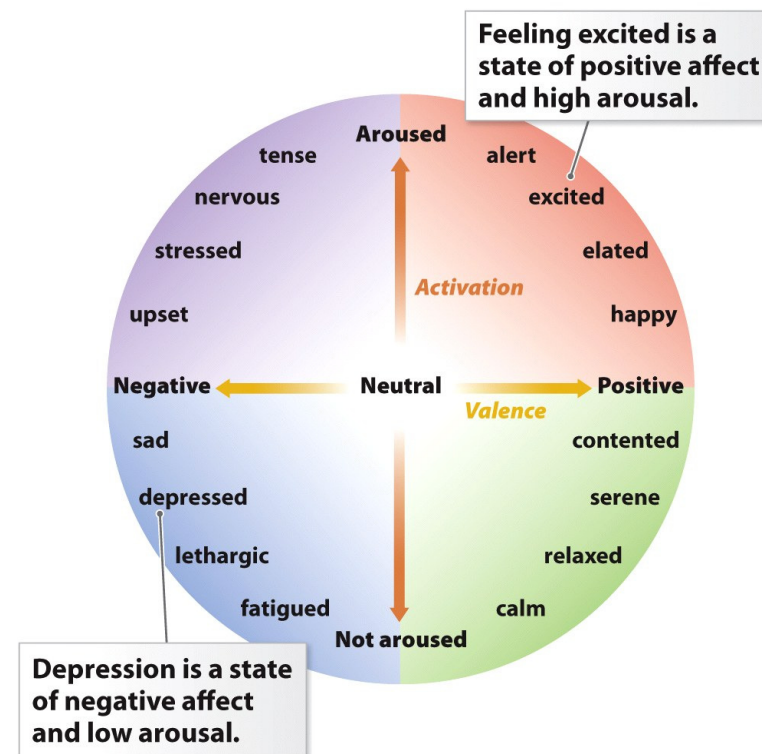 Feeling excited is a
state of positive affect
and high arousal.
Aroused
tense
alert
nervous
excited
stressed
elated
Activation
upset
happy
Negative
Neutral
Positive
Valence
sad
contented
depressed
serene
lethargic
relaxed
fatigued
calm
Not aroused
Depression is a state
of negative affect
and low arousal.